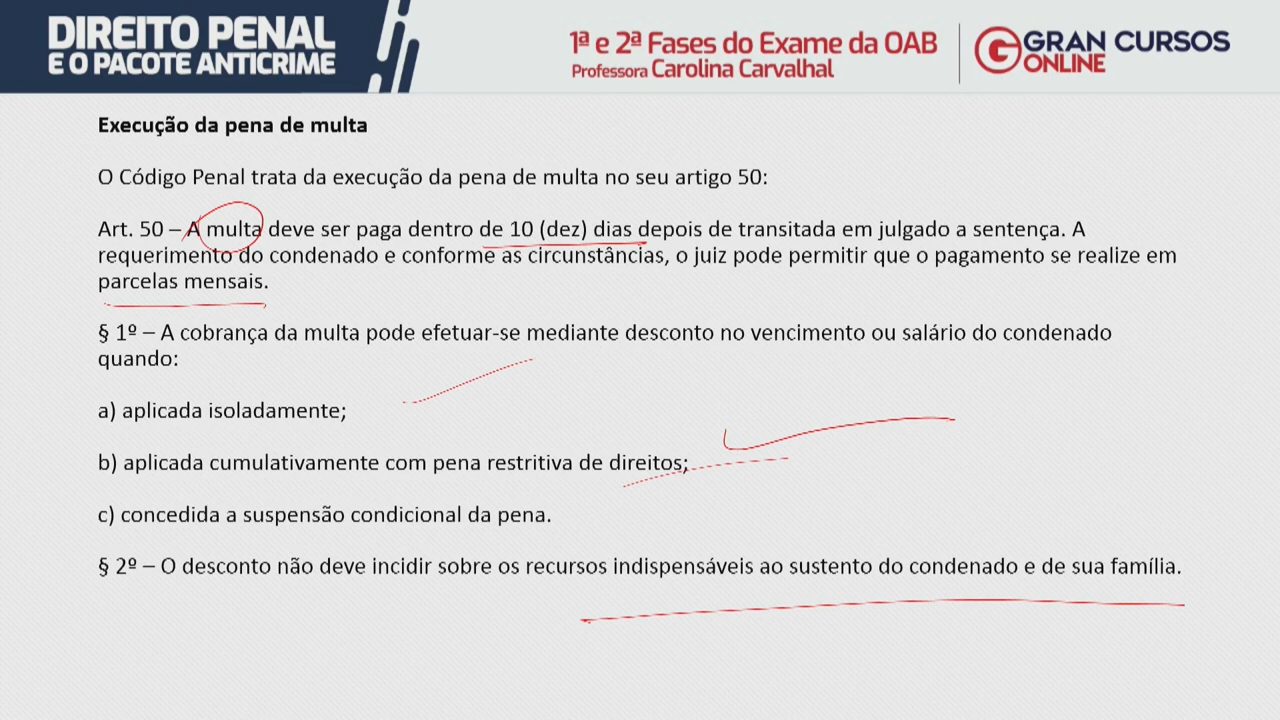 DIREITO PENAL
E O PACOTE ANTICRIME
1ª e 2ª Fases do Exame da OAB
Professora Carolina Carvalhal
GRAN CURSOS
ONLINE
Execução da pena de multa
O Código Penal trata da execução da pena de multa no seu artigo 50:
Art. 50 – A multa deve ser paga dentro de 10 (dez) dias depois de transitada em julgado a sentença. A
requerimento do condenado e conforme as circunstâncias, o juiz pode permitir que o pagamento se realize em
parcelas mensais.
§ 1º – A cobrança da multa pode efetuar-se mediante desconto no vencimento ou salário do condenado
quando:
a) aplicada isoladamente;
b) aplicada cumulativamente com pena restritiva de direitos;
c) concedida a suspensão condicional da pena.
§ 2º – O desconto não deve incidir sobre os recursos indispensáveis ao sustento do condenado e de sua família.